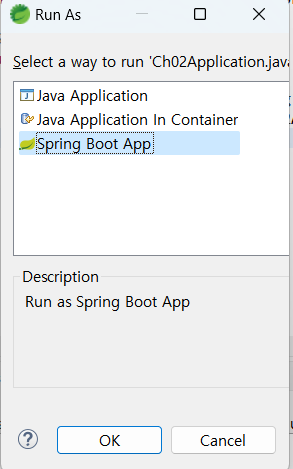 Run As
Select a way to run 'Ch02Application.java
Java Application
Java Application In Container
Spring Boot App
Description
Run as Spring Boot App
OK
Cancel